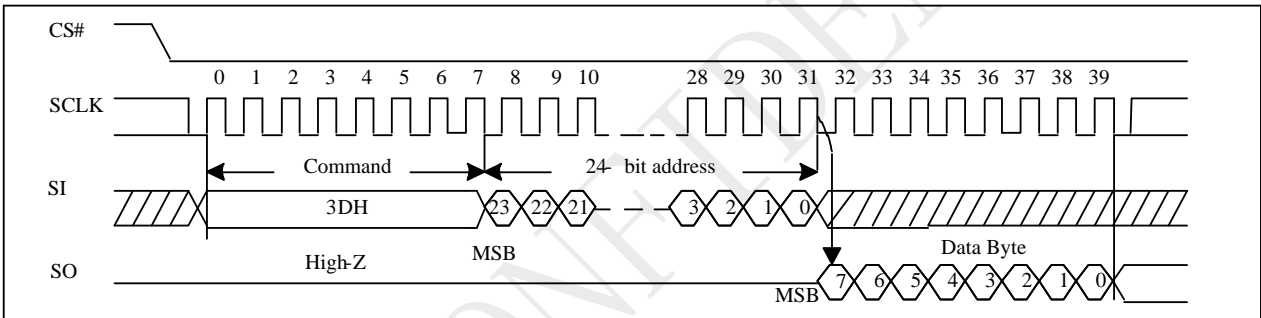 CS#
0 1 2 3 4 5 6 7 8 9 10 28 29 30 31 32 33 34 35 36 37 38 39
SCLK
Command 24- bit address
SI
3DH 23 22 21 3 2 1 0
High-Z MSB Data Byte
SO
MSB 7 6 5 4 3 2 1 0